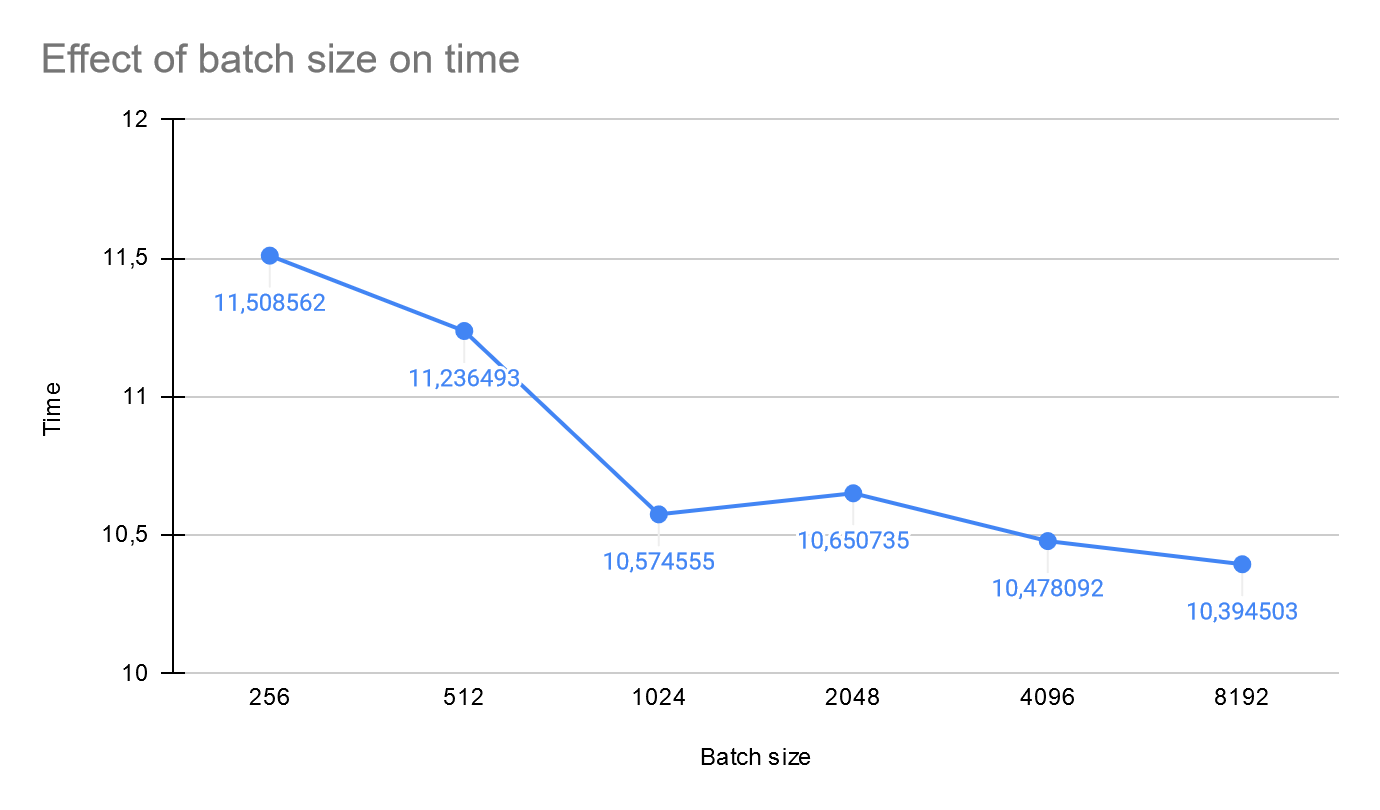 Effect of batch size on time
12
11,5
11
10,5
10
Time
11,508562
11,236493
10,574555
10,650735
10,478092
10,394503
256 512 1024 2048 4096 8192
Batch size